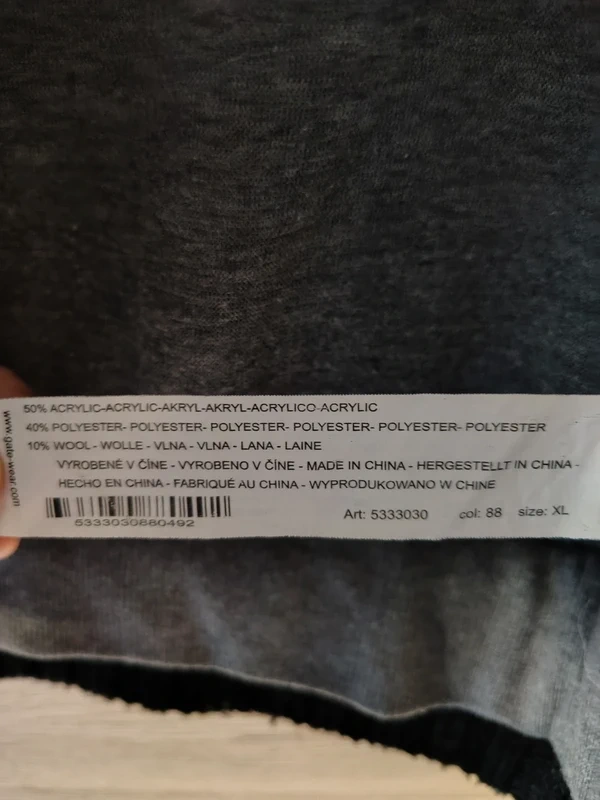 50% ACRYLIC-ACRYLIC-AKRYL-AKRYL-ACRYLICO-ACRYLIC
40% POLYESTER- POLYESTER- POLYESTER- POLYESTER- POLYESTER- POLYESTER
10% WOOL - WOLLE - VLNA - VLNA - LANA - LAINE
VYROBENÉ V ČÍNE - VYROBENO V ČÍNE - MADE IN CHINA - HERGESTELLT IN CHINA -
HECHO EN CHINA - FABRIQUÉ AU CHINA - WYPRODUKOWANO W CHINE
5333030880492
Art: 5333030 col: 88 size: XL
www.gate-wear.com